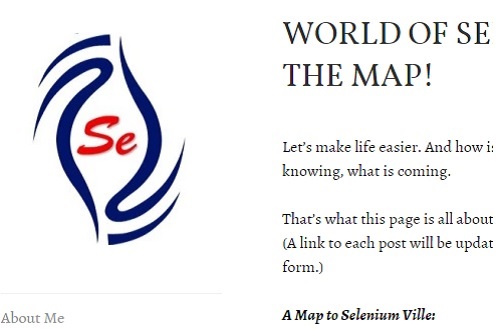 Se
WORLD OF SE
THE MAP!
Let's make life easier. And how is
knowing, what is coming.
That's what this page is all about
(A link to each post will be updat
form.)
A Map to Selenium Ville:
About Me